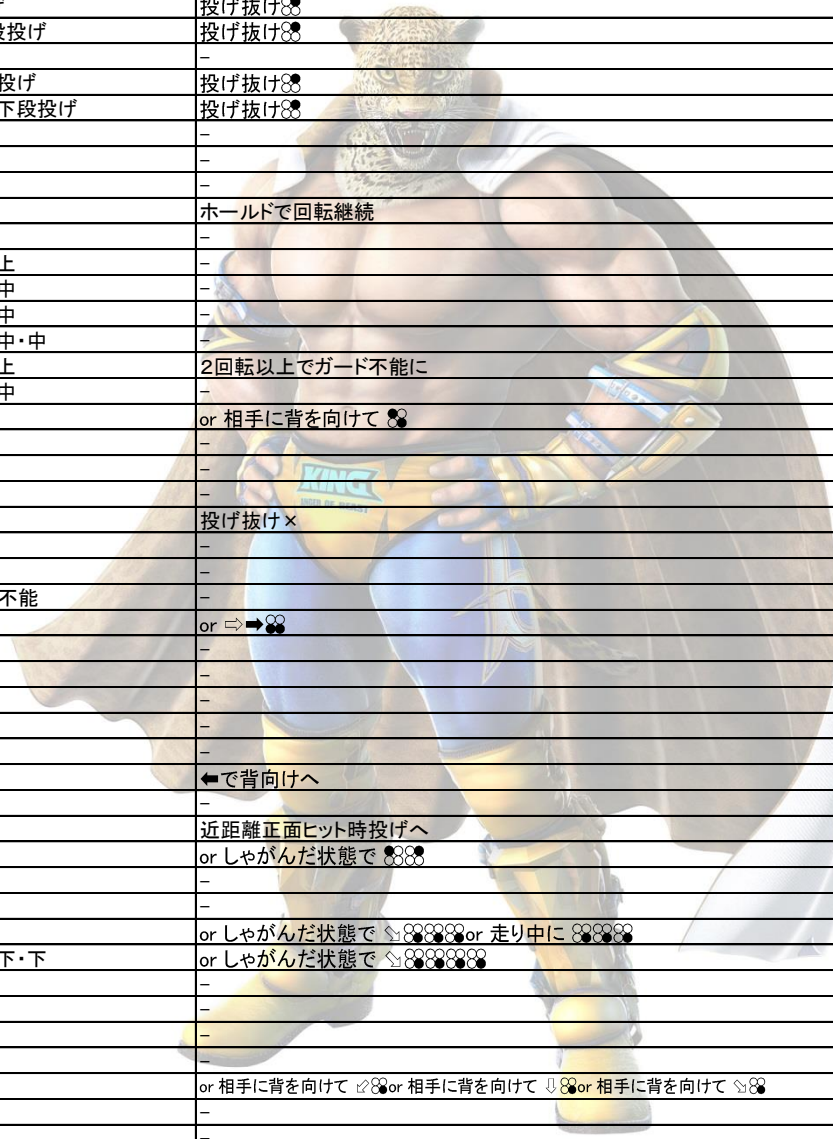 げ 投げ抜け
段投げ 投げ抜け
-
投げ 投げ抜け
下段投げ 投げ抜け
-
-
-
ホールドで回転継続
-
上 -
中 -
中 -
中・中 -
上 2回転以上でガード不能に
中 -
or 相手に背を向けて
-
-
-
KING
投げ抜け×
-
-
不能 -
or ⇨➡
-
-
-
-
-
⬅で背向けへ
-
近距離正面ヒット時投げへ
or しゃがんだ状態で
-
-
or しゃがんだ状態で ⬂or 走り中に
下・下 or しゃがんだ状態で ⬂
-
-
-
-
or 相手に背を向けて ⬃or 相手に背を向けて ⇩or 相手に背を向けて ⬂
-
-